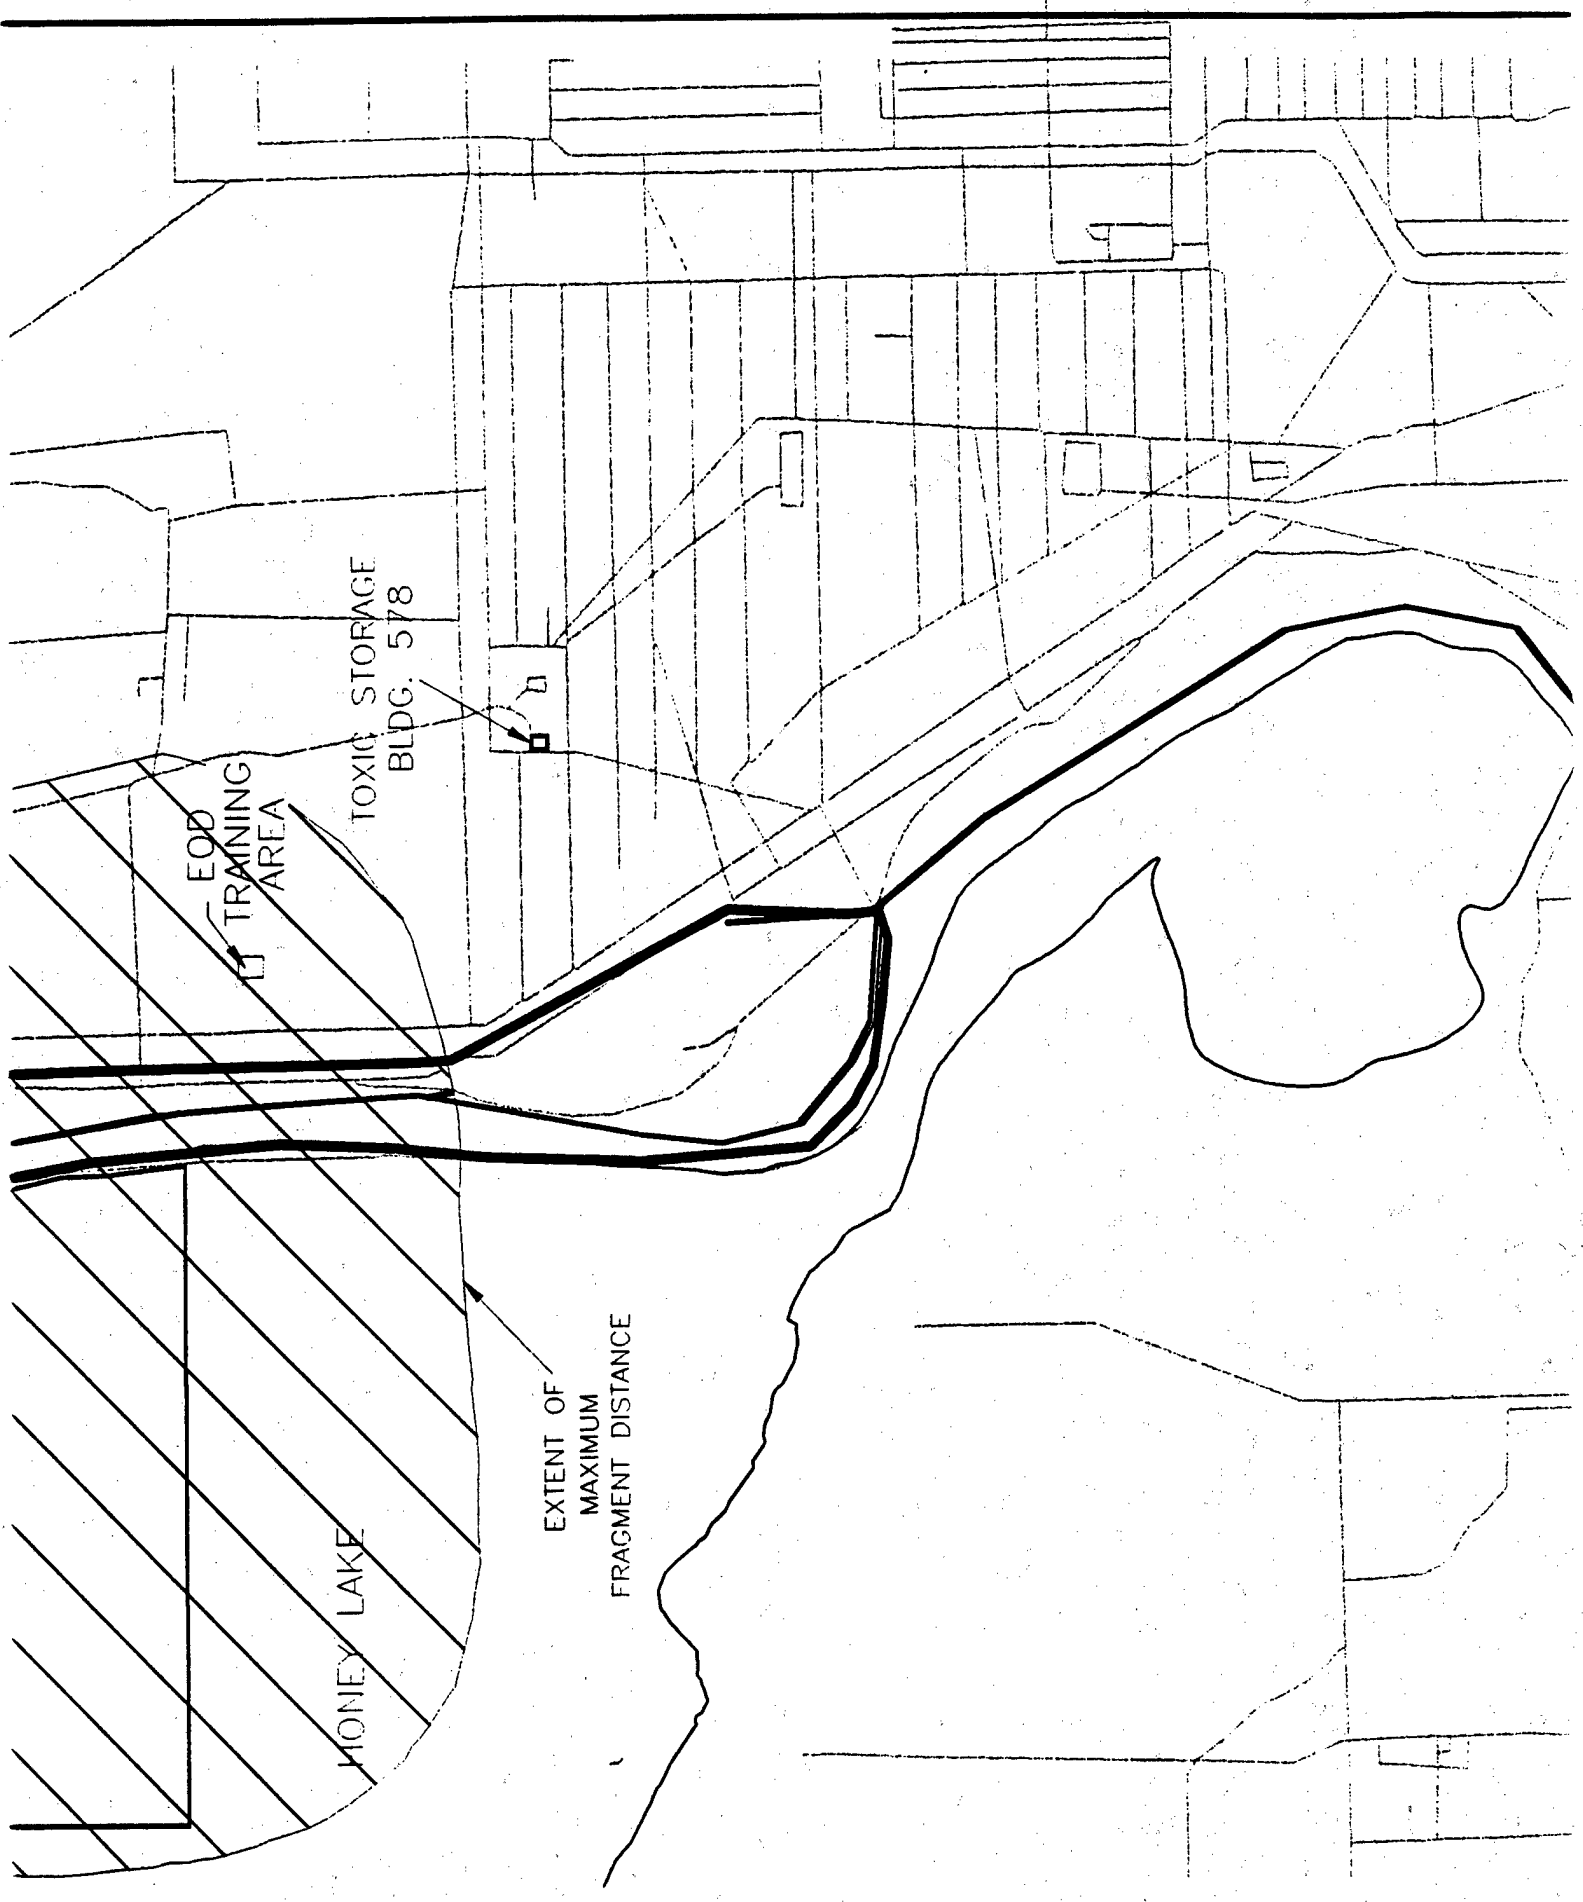 TOXIC STORAGE
BLDG. 578
EOD
TRAINING
AREA
EXTENT OF
MAXIMUM
FRAGMENT DISTANCE
HONEY LAKE